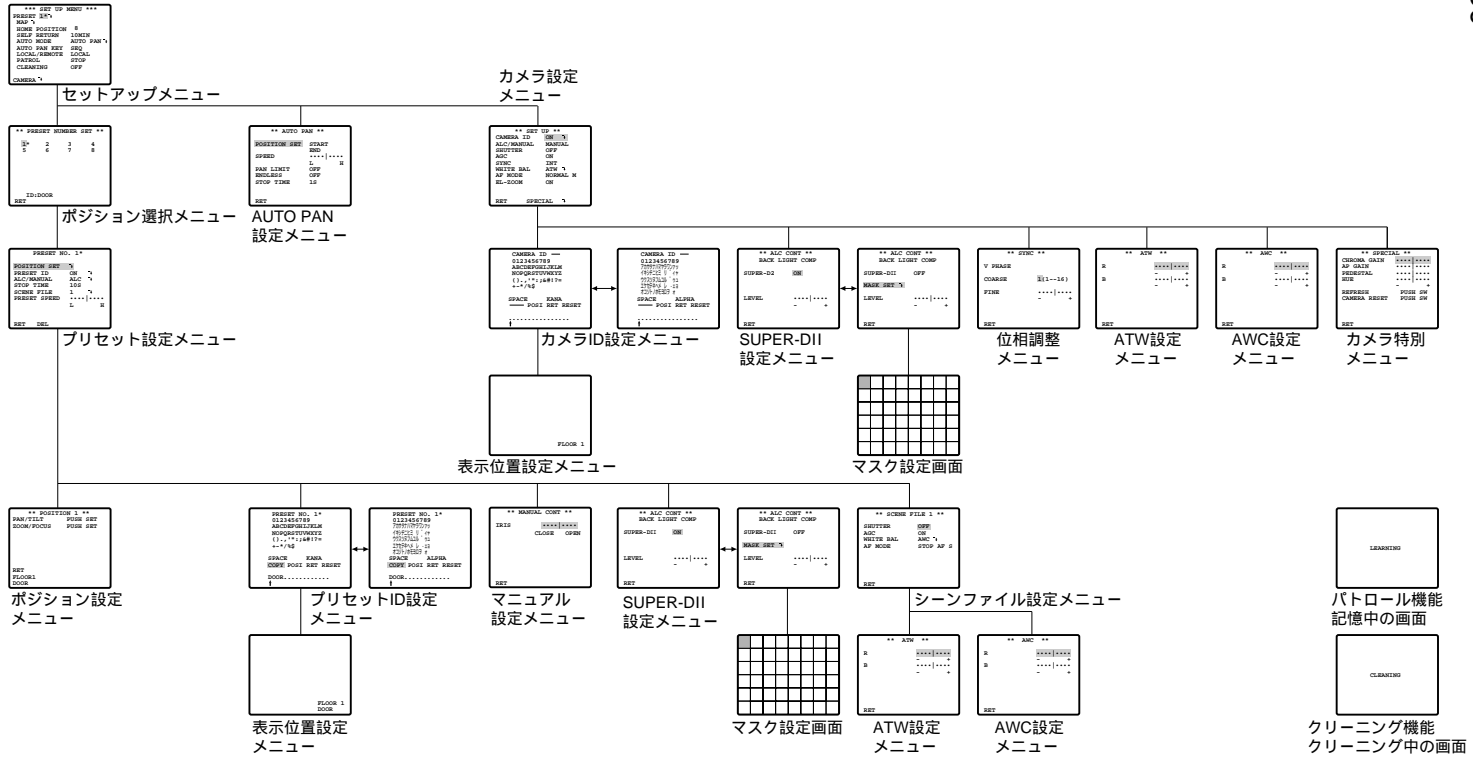 *** SET UP MENU ***
PRESET 1*
MAP
HOME POSITION 8
SELF RETURN 10MIN
AUTO MODE AUTO PAN
AUTO PAN KEY SEQ
LOCAL/REMOTE LOCAL
PATROL STOP
CLEANING OFF
CAMERA
セットアップメニュー
カメラ設定
メニュー
** PRESET NUMBER SET **
1* 2 3 4
5 6 7 8
ID:DOOR
RET
ポジション選択メニュー
** AUTO PAN **
POSITION SET START
END
SPEED ····|····
L H
PAN LIMIT OFF
ENDLESS OFF
STOP TIME 1S
RET
AUTO PAN
設定メニュー
** SET UP **
CAMERA ID ON
ALC/MANUAL MANUAL
SHUTTER OFF
AGC ON
SYNC INT
WHITE BAL ATW
AF MODE NORMAL M
EL-ZOOM ON
RET SPECIAL
PRESET NO. 1*
POSITION SET
PRESET ID ON
ALC/MANUAL ALC
STOP TIME 10S
SCENE FILE 1
PRESET SPEED ····|····
L H
RET DEL
プリセット設定メニュー
CAMERA ID
0123456789
ABCDEFGHIJKLM
NOPQRSTUVWXYZ
().,'":;&#!?=
+-*/%$
SPACE KANA
POSI RET RESET
................
CAMERA ID
0123456789
SPACE ALPHA
POSI RET RESET
................
カメラID設定メニュー
** ALC CONT **
BACK LIGHT COMP
SUPER-D2 ON
LEVEL ····|····
- +
RET
SUPER-DII
設定メニュー
** ALC CONT **
BACK LIGHT COMP
SUPER-DII OFF
MASK SET
LEVEL ····|····
- +
RET
** SYNC **
V PHASE
COARSE 1(1--16)
FINE ····|····
- +
RET
位相調整
メニュー
** ATW **
R ····|····
- +
B ····|····
- +
RET
ATW設定
メニュー
** AWC **
R ····|····
- +
B ····|····
- +
RET
AWC設定
メニュー
** SPECIAL **
CHROMA GAIN ····|····
AP GAIN ····|····
PEDESTAL ····|····
HUE ····|····
- +
REFRESH PUSH SW
CAMERA RESET PUSH SW
RET
カメラ特別
メニュー
FLOOR 1
表示位置設定メニュー
マスク設定画面
** POSITION 1 **
PAN/TILT PUSH SET
ZOOM/FOCUS PUSH SET
RET
FLOOR1
DOOR
ポジション設定
メニュー
PRESET NO. 1*
0123456789
ABCDEFGHIJKLM
NOPQRSTUVWXYZ
().,'":;&#!?=
+-*/%$
SPACE KANA
COPY POSI RET RESET
DOOR............
PRESET NO. 1*
0123456789
SPACE ALPHA
COPY POSI RET RESET
DOOR............
プリセットID設定
メニュー
** MANUAL CONT **
IRIS ····|····
CLOSE OPEN
RET
マニュアル
設定メニュー
** ALC CONT **
BACK LIGHT COMP
SUPER-DII ON
LEVEL ····|····
- +
RET
SUPER-DII
設定メニュー
** ALC CONT **
BACK LIGHT COMP
SUPER-DII OFF
MASK SET
LEVEL ····|····
- +
RET
** SCENE FILE 1 **
SHUTTER OFF
AGC ON
WHITE BAL AWC
AF MODE STOP AF S
RET
シーンファイル設定メニュー
LEARNING
パトロール機能
記憶中の画面
FLOOR 1
DOOR
表示位置設定
メニュー
マスク設定画面
** ATW **
R ····|····
- +
B ····|····
- +
RET
ATW設定
メニュー
** AWC **
R ····|····
- +
B ····|····
- +
RET
AWC設定
メニュー
CLEANING
クリーニング機能
クリーニング中の画面